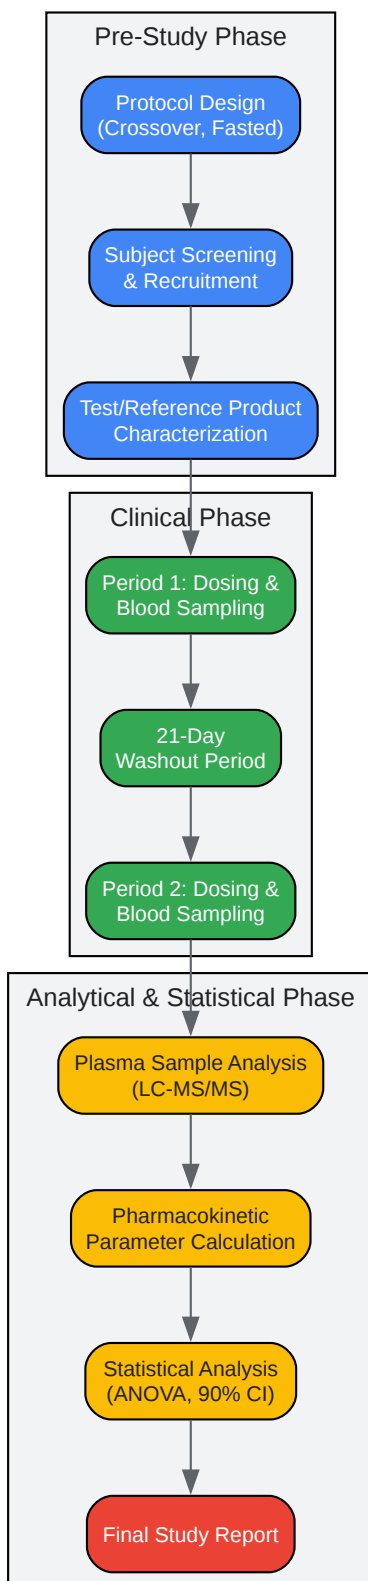 Pre-Study Phase
Protocol Design
(Crossover, Fasted)
Subject Screening
& Recruitment
Test/Reference Product
Characterization
Clinical Phase
Period 1: Dosing &
Blood Sampling
21-Day
Washout Period
Period 2: Dosing &
Blood Sampling
Analytical & Statistical Phase
Plasma Sample Analysis
(LC-MS/MS)
Pharmacokinetic
Parameter Calculation
Statistical Analysis
(ANOVA, 90% CI)
Final Study Report